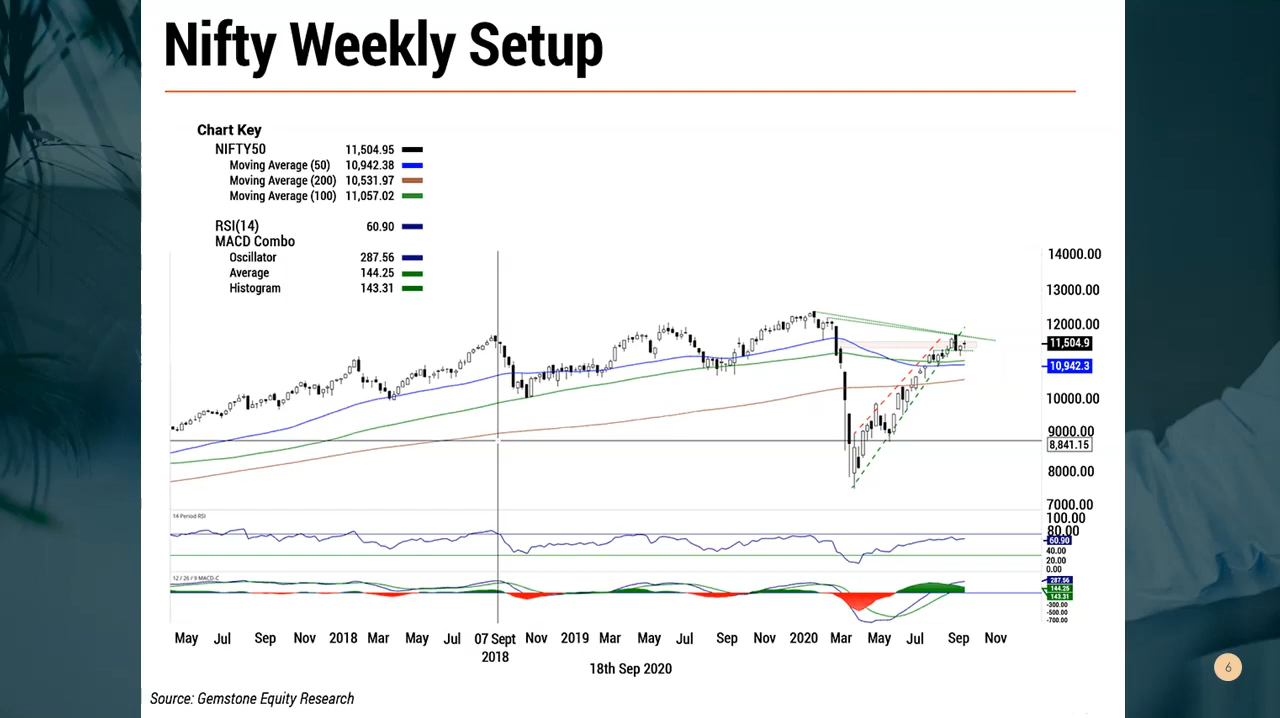 Nifty Weekly Setup
Chart Key
NIFTY50 11,504.95
Moving Average (50) 10,942.38
Moving Average (200) 10,531.97
Moving Average (100) 11,057.02
RSI(14) 60.90
MACD Combo
Oscillator 287.56
Average 144.25
Histogram 143.31
14000.00
13000.00
12000.00
11,504.9
10,942.3
10000.00
9000.00
8,841.15
8000.00
7000.00
14 Period RSI
100.00
80.00
60.90
40.00
20.00
0.00
12 / 26 / 9 MACD-C
287.56
144.25
143.31
-300.00
-500.00
-700.00
May Jul Sep Nov 2018 Mar May Jul 07 Sept Nov 2019 Mar May Jul Sep Nov 2020 Mar May Jul Sep Nov
2018
18th Sep 2020
6
Source: Gemstone Equity Research